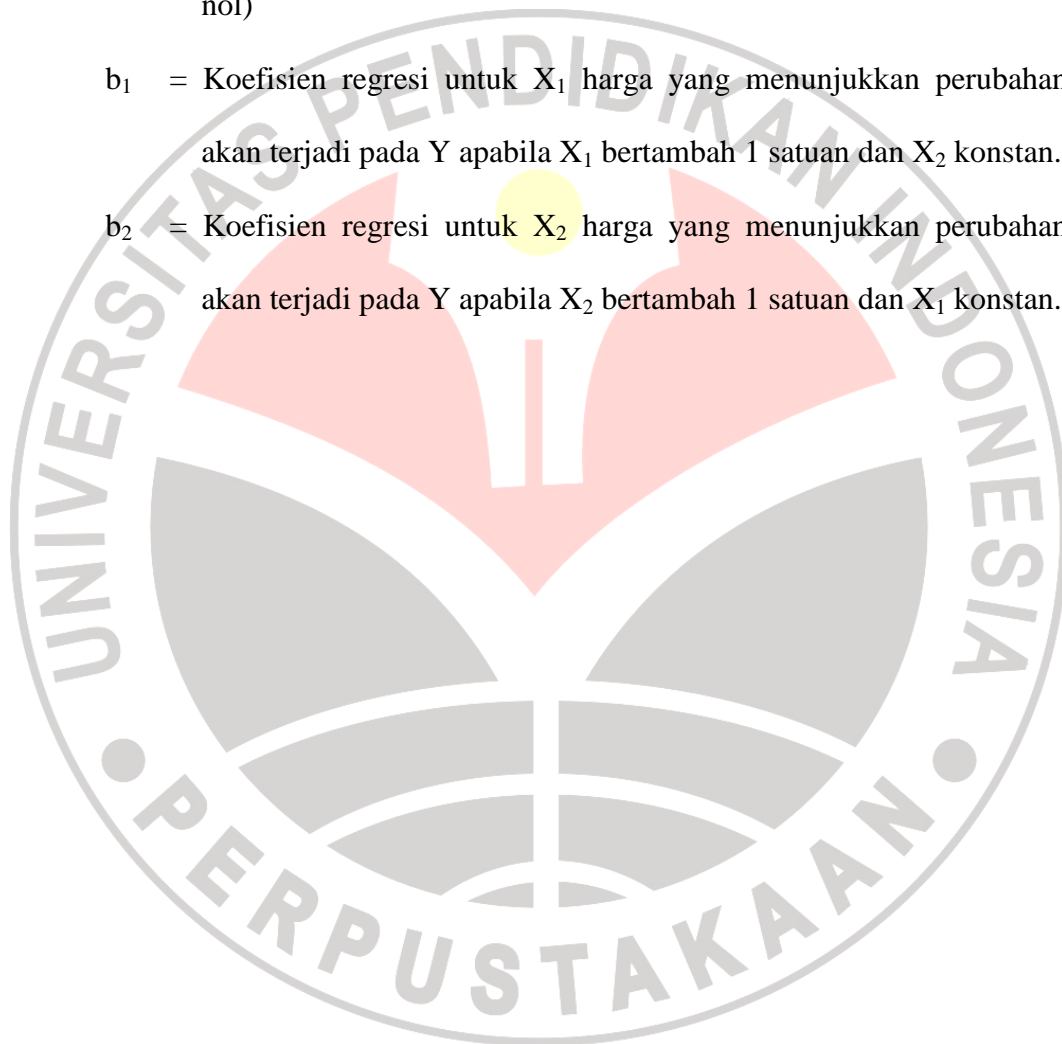 nol)
b₁ = Koefisien regresi untuk X₁ harga yang menunjukkan perubahan
akan terjadi pada Y apabila X₁ bertambah 1 satuan dan X₂ konstan.
b₂ = Koefisien regresi untuk X₂ harga yang menunjukkan perubahan
akan terjadi pada Y apabila X₂ bertambah 1 satuan dan X₁ konstan.
UNIVERSITAS PENDIDIKAN INDONESIA
PERPUSTAKAAN